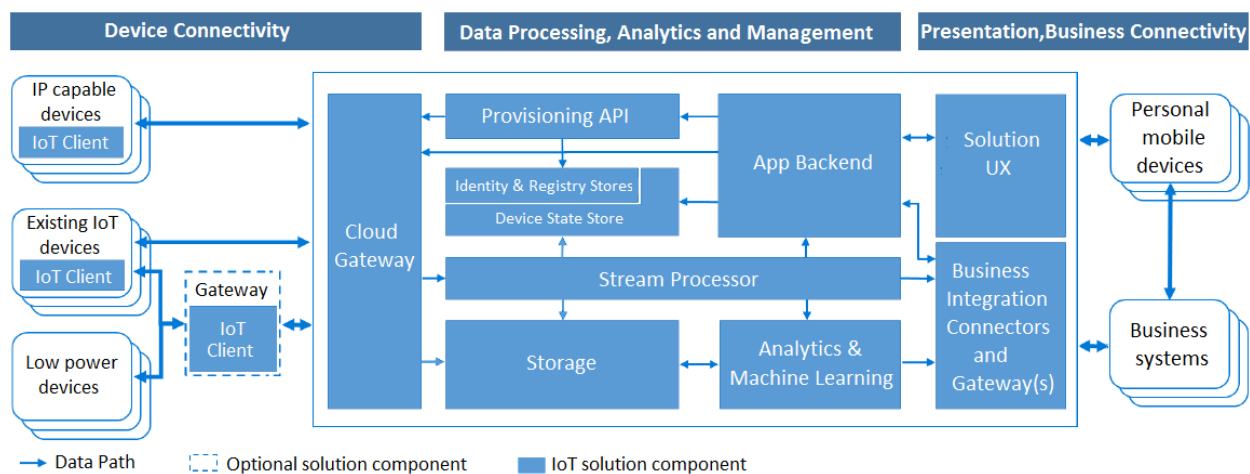 Device Connectivity
Data Processing, Analytics and Management
Presentation,Business Connectivity
IP capable
devices
IoT Client
Existing IoT
devices
IoT Client
Low power
devices
Gateway
IoT
Client
Cloud
Gateway
Provisioning API
Identity & Registry Stores
Device State Store
Stream Processor
Storage
App Backend
Analytics &
Machine Learning
Solution
UX
Business
Integration
Connectors
and
Gateway(s)
Personal
mobile
devices
Business
systems
Data Path
Optional solution component
IoT solution component